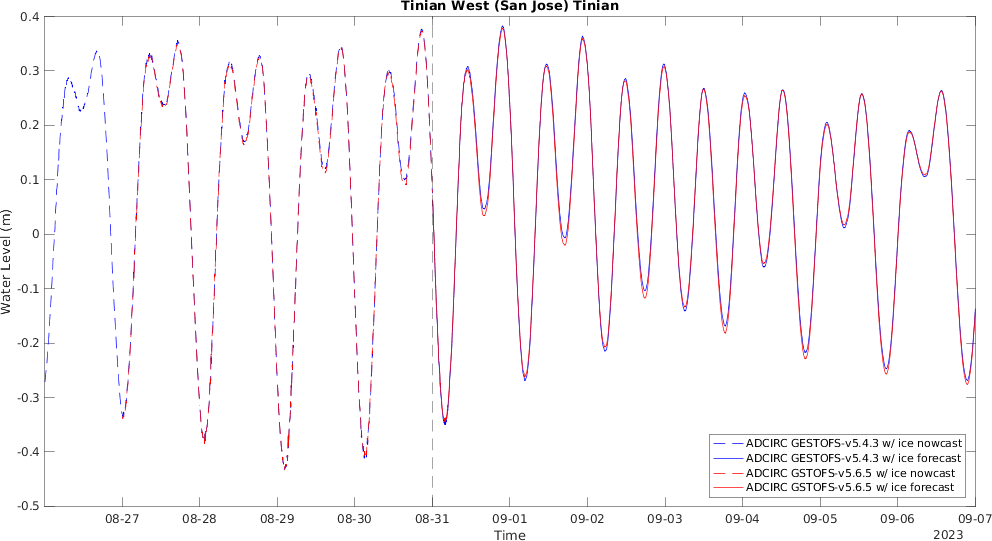 Tinian West (San Jose) Tinian
0.4
0.3
0.2
0.1
0
-0.1
-0.2
-0.3
-0.4
-0.5
Water Level (m)
ADCIRC GESTOFS-v5.4.3 w/ ice nowcast
ADCIRC GESTOFS-v5.4.3 w/ ice forecast
ADCIRC GSTOFS-v5.6.5 w/ ice nowcast
ADCIRC GSTOFS-v5.6.5 w/ ice forecast
08-27 08-28 08-29 08-30 08-31 09-01 09-02 09-03 09-04 09-05 09-06 09-07
Time
2023